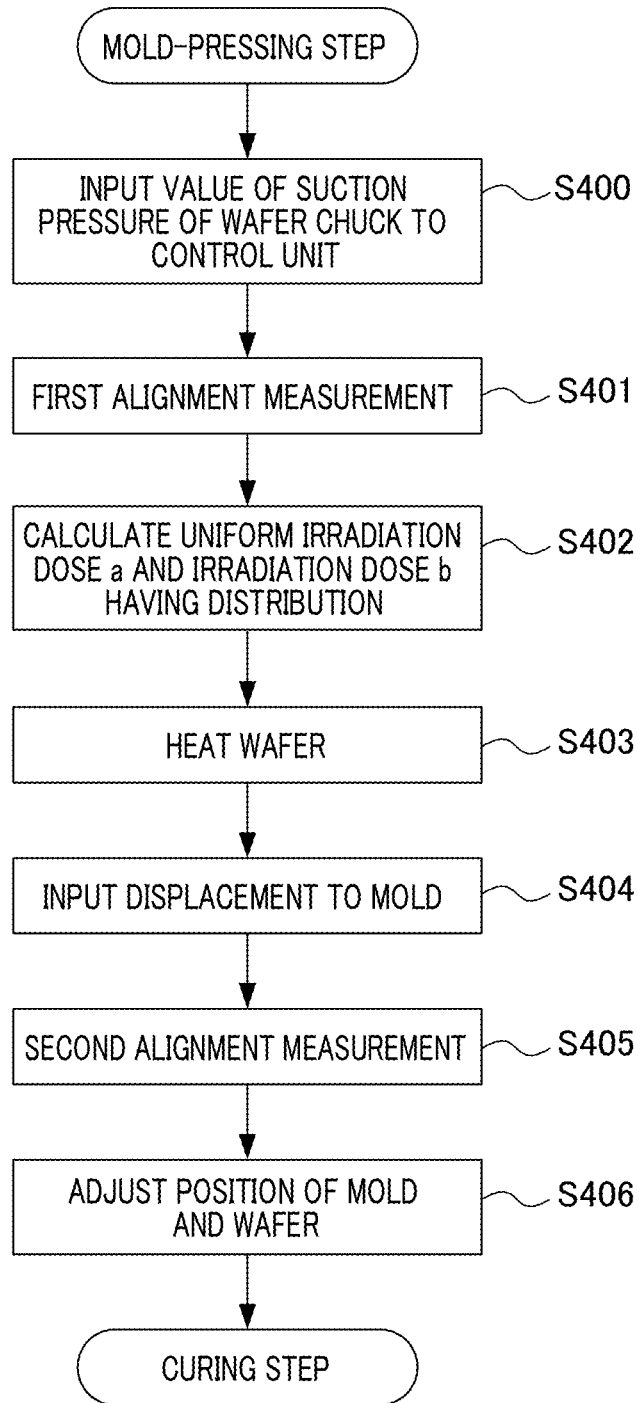 MOLD-PRESSING STEP
INPUT VALUE OF SUCTION
PRESSURE OF WAFER CHUCK TO
CONTROL UNIT
S400
FIRST ALIGNMENT MEASUREMENT
S401
CALCULATE UNIFORM IRRADIATION
DOSE a AND IRRADIATION DOSE b
HAVING DISTRIBUTION
S402
HEAT WAFER
S403
INPUT DISPLACEMENT TO MOLD
S404
SECOND ALIGNMENT MEASUREMENT
S405
ADJUST POSITION OF MOLD
AND WAFER
S406
CURING STEP